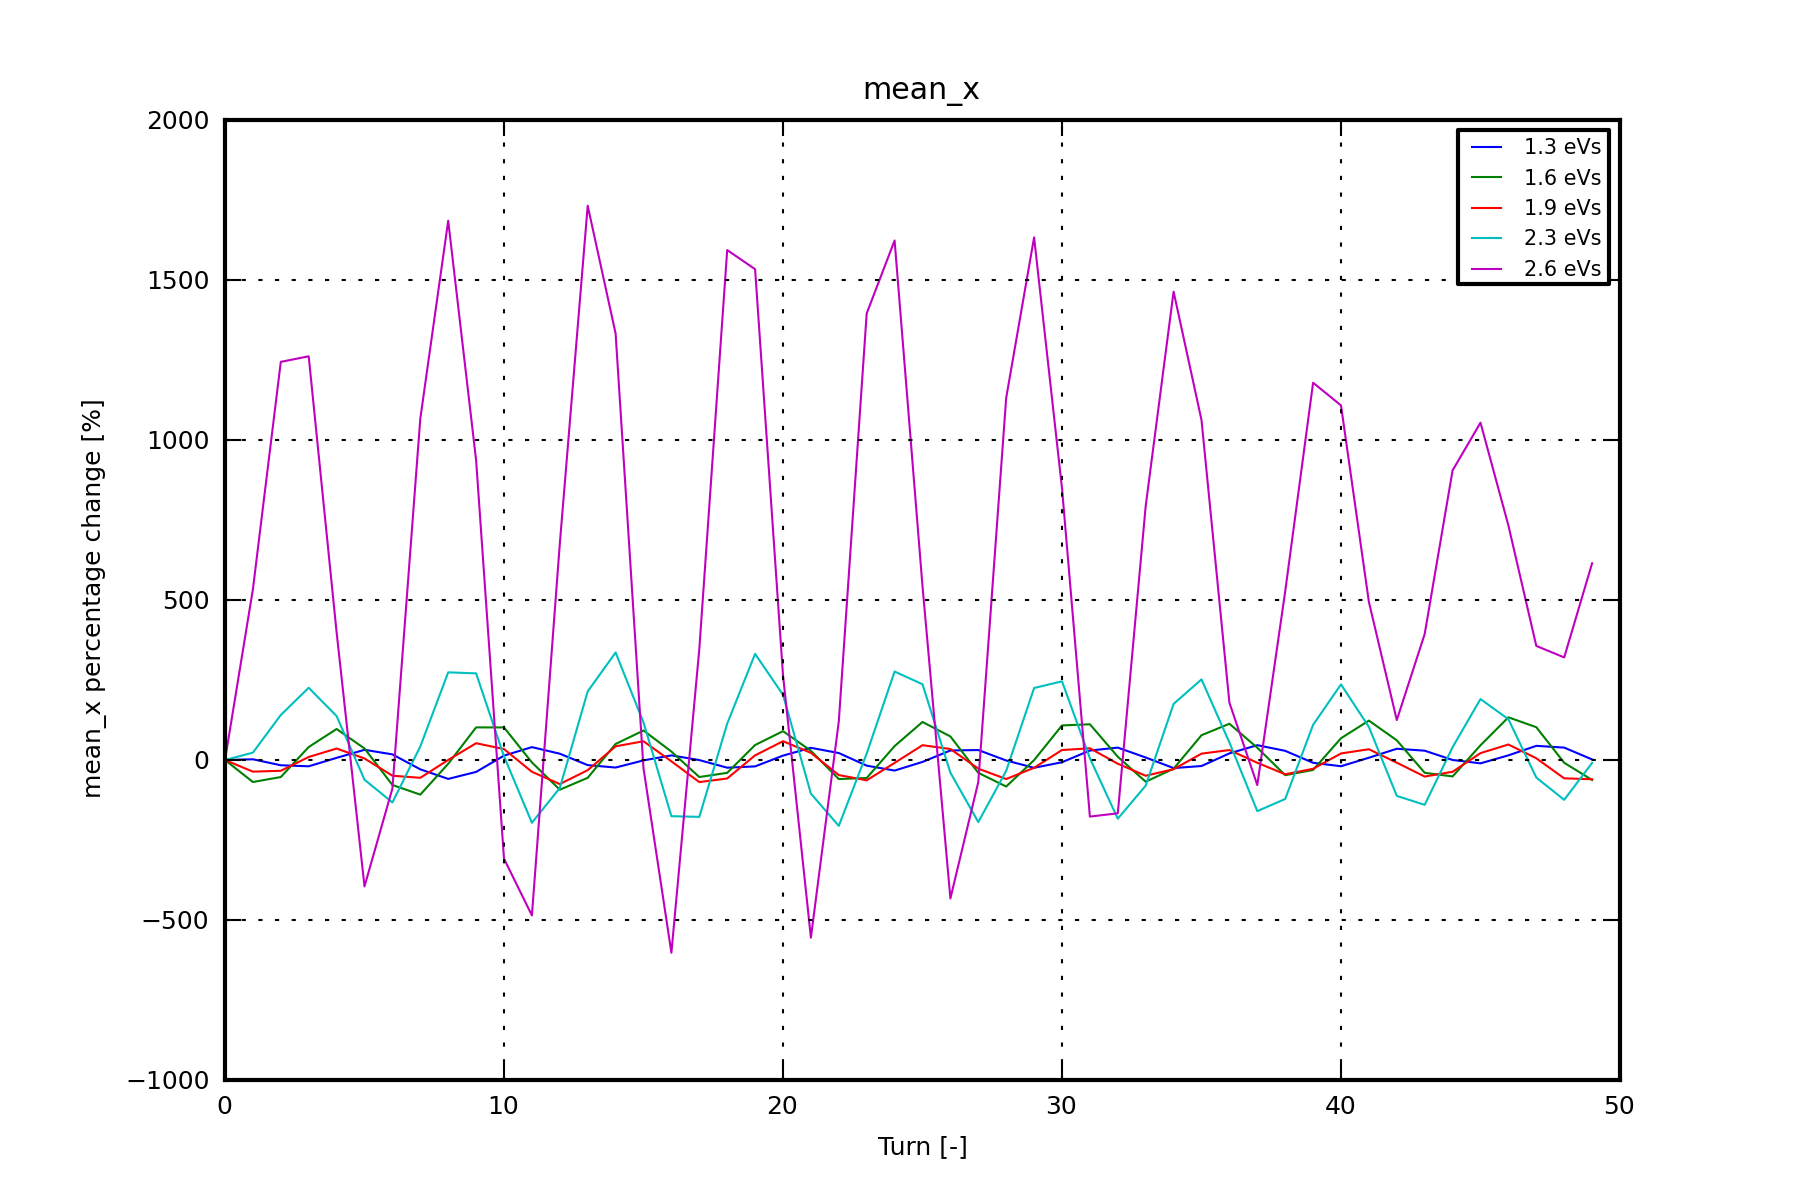 mean_x
2000
1500
1000
500
0
−500
−1000
mean_x percentage change [%]
1.3 eVs
1.6 eVs
1.9 eVs
2.3 eVs
2.6 eVs
0 10 20 30 40 50
Turn [-]